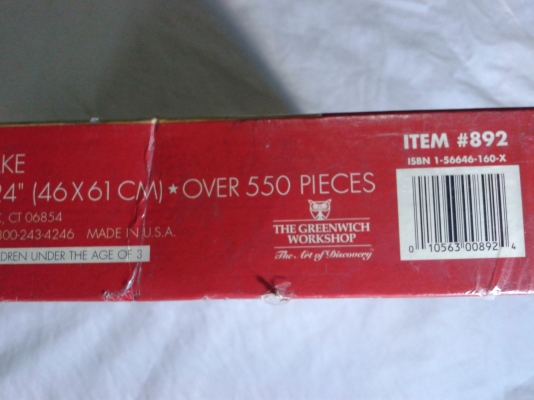 KE
24" (46 X 61 CM) ★ OVER 550 PIECES
, CT 06854
800-243-4246 MADE IN U.S.A.
DREN UNDER THE AGE OF 3
THE GREENWICH
WORKSHOP
The Art of Discovery
ITEM #892
ISBN 1-56646-160-X
0 10563 00892 4